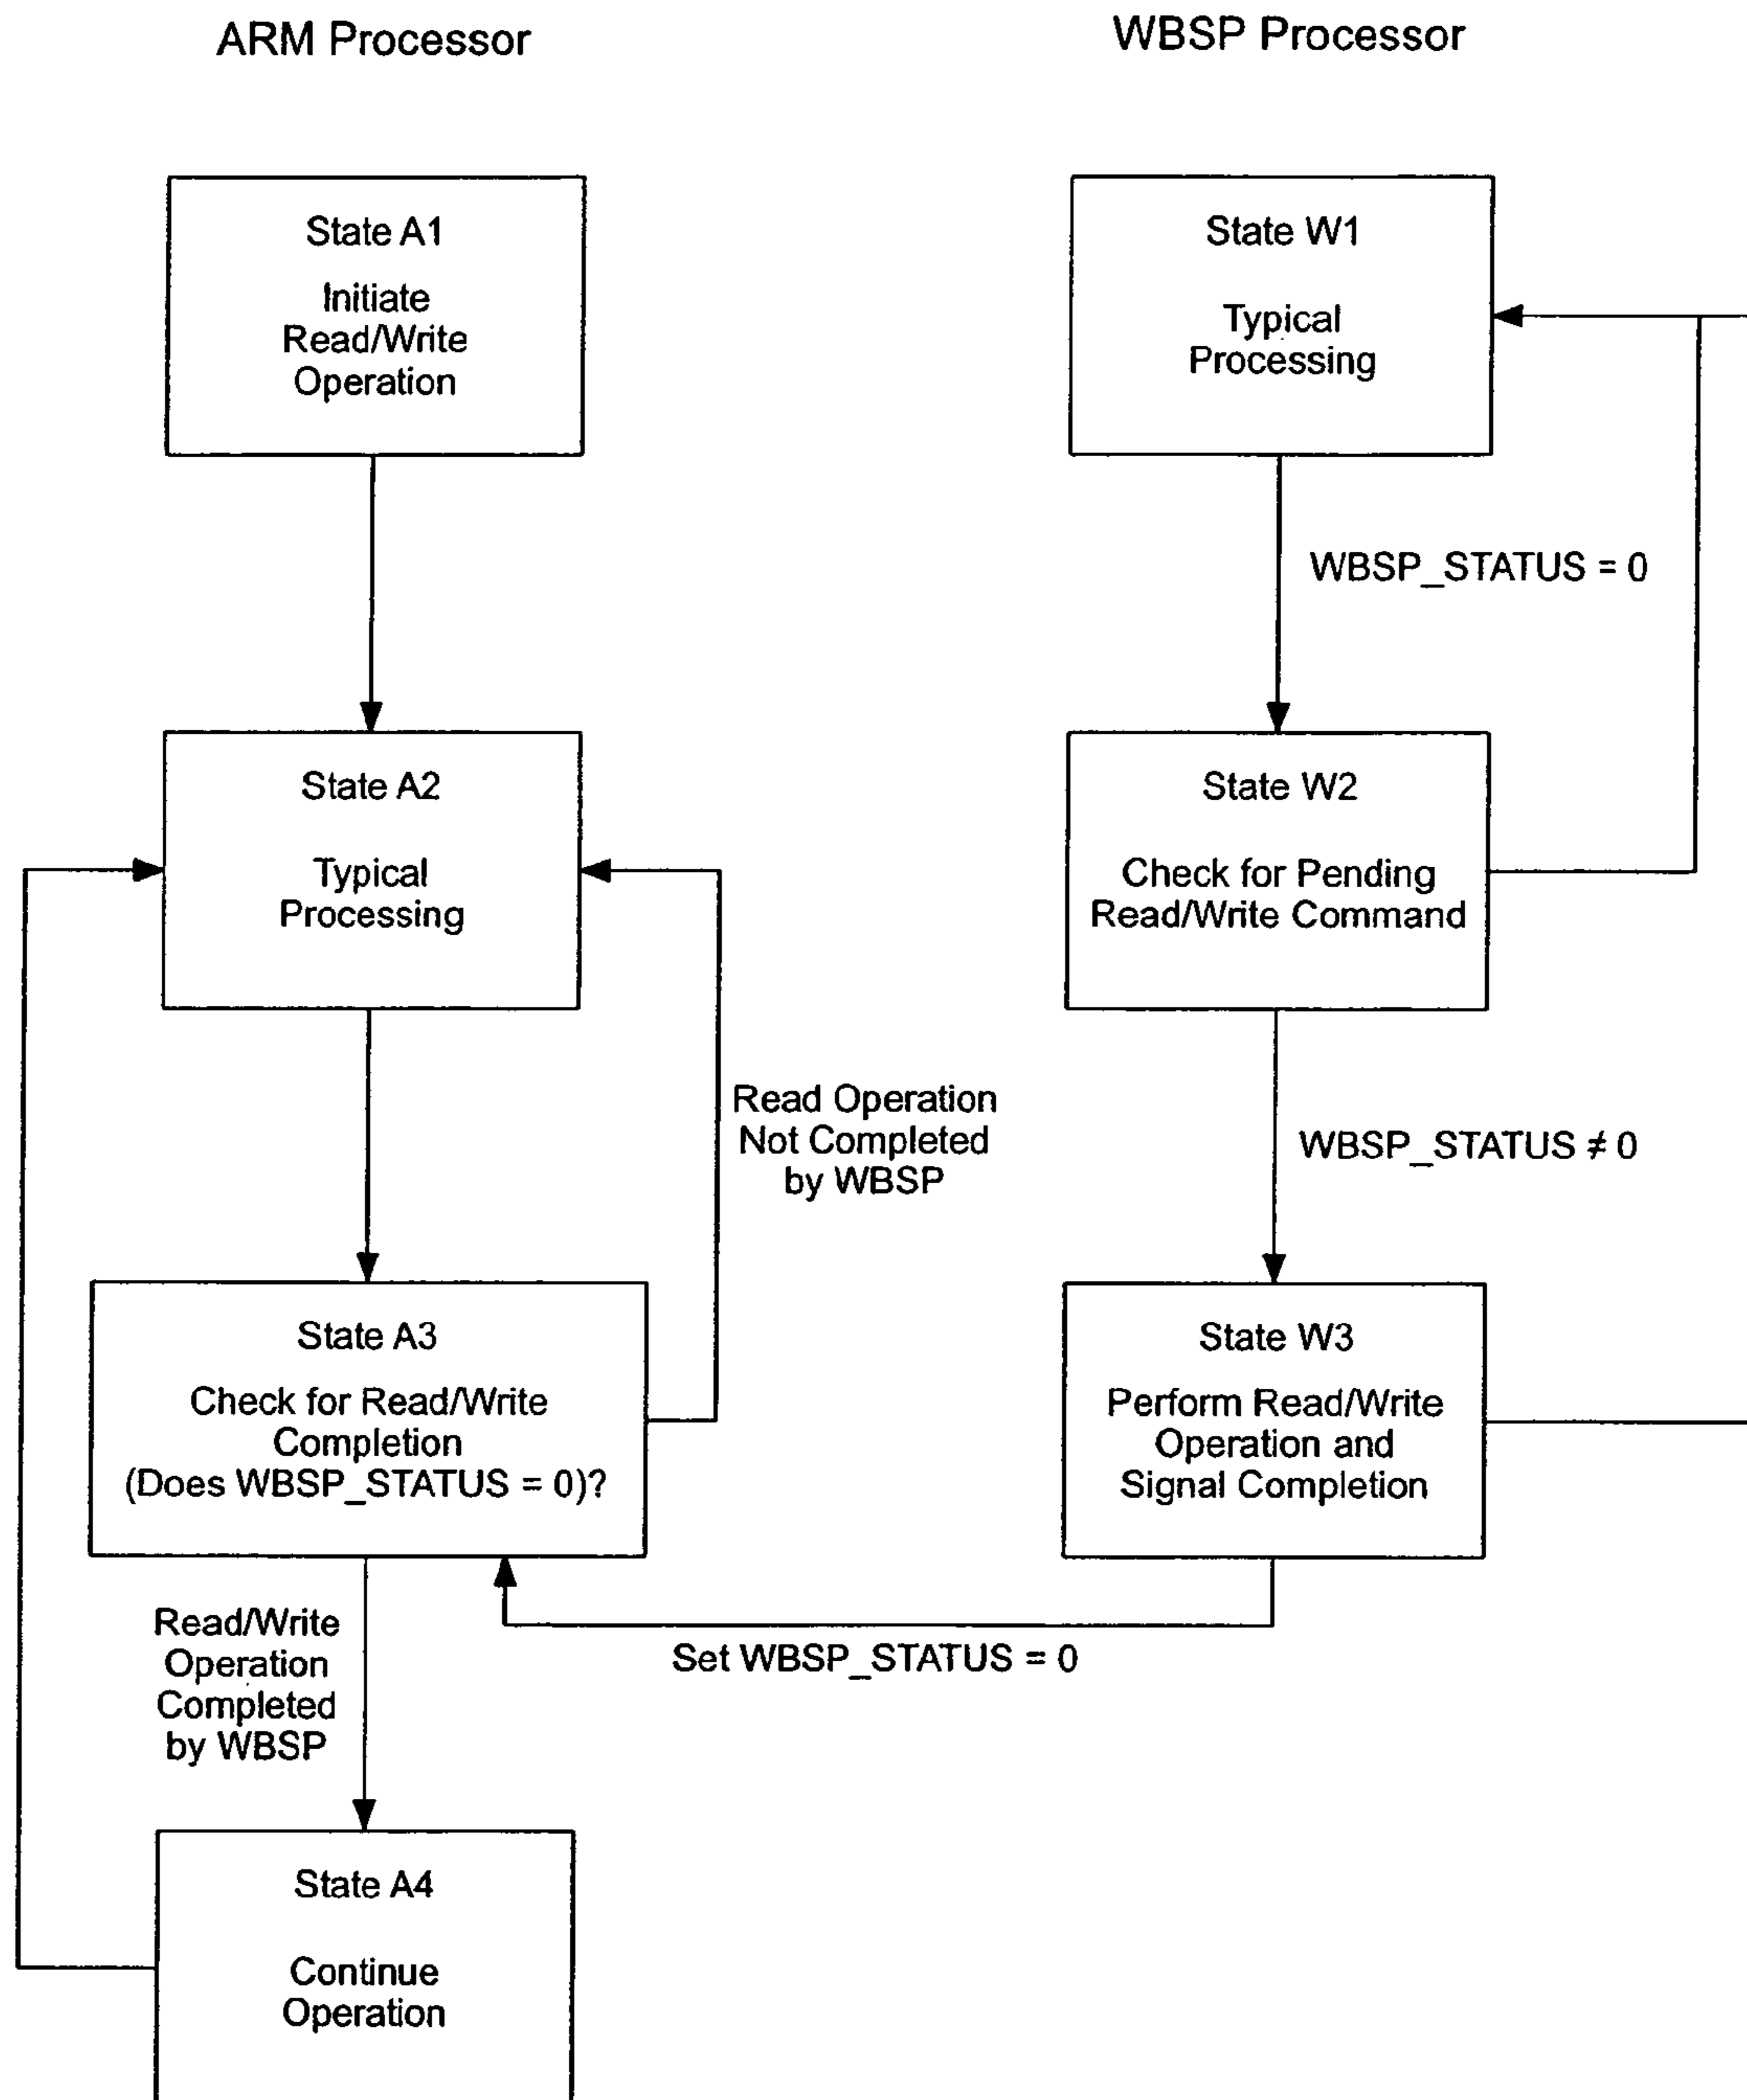 ARM Processor
WBSP Processor
State A1
Initiate
Read/Write
Operation
State W1
Typical
Processing
WBSP_STATUS = 0
State A2
Typical
Processing
State W2
Check for Pending
Read/Write Command
Read Operation
Not Completed
by WBSP
WBSP_STATUS ≠ 0
State A3
Check for Read/Write
Completion
(Does WBSP_STATUS = 0)?
State W3
Perform Read/Write
Operation and
Signal Completion
Read/Write
Operation
Completed
by WBSP
Set WBSP_STATUS = 0
State A4
Continue
Operation